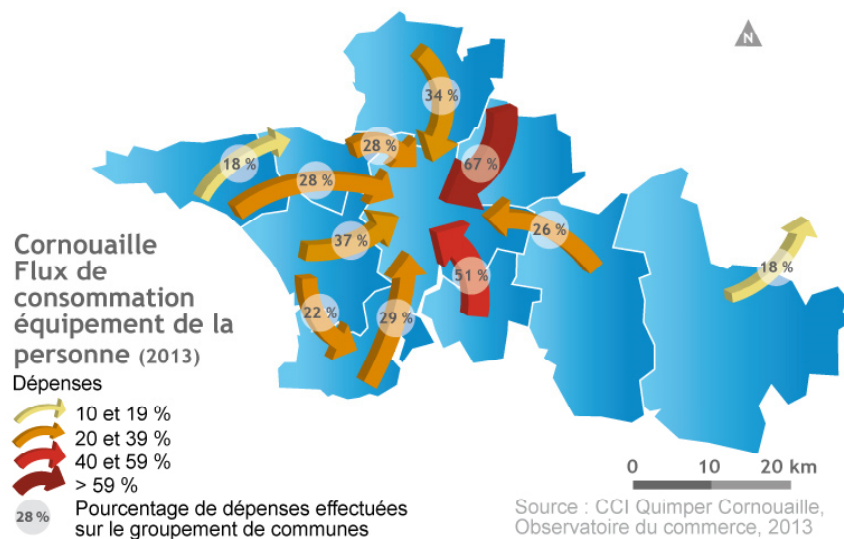 N
34 %
28 %
67 %
18 %
28 %
37 %
26 %
51 %
18 %
22 %
29 %
Cornouaille
Flux de
consommation
équipement de la
personne (2013)
Dépenses
10 et 19 %
20 et 39 %
40 et 59 %
> 59 %
28 %
Pourcentage de dépenses effectuées
sur le groupement de communes
0 10 20 km
Source : CCI Quimper Cornouaille,
Observatoire du commerce, 2013